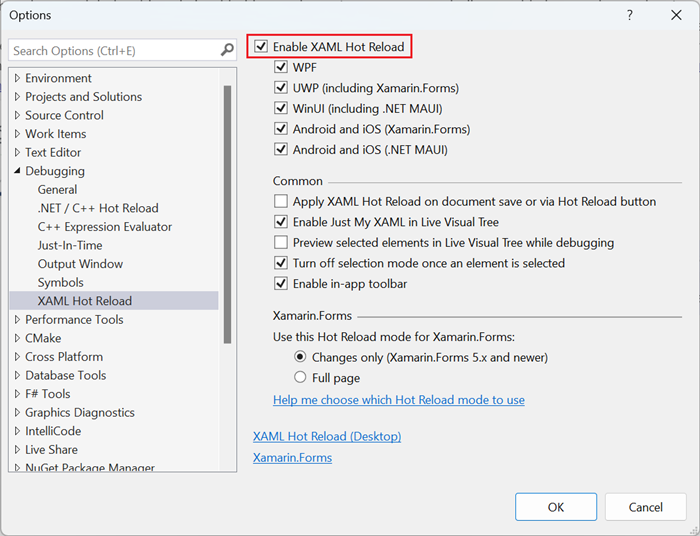 Options
?
Search Options (Ctrl+E)
Environment
Projects and Solutions
Source Control
Work Items
Text Editor
Debugging
General
.NET / C++ Hot Reload
C++ Expression Evaluator
Just-In-Time
Output Window
Symbols
XAML Hot Reload
Performance Tools
CMake
Cross Platform
Database Tools
F# Tools
Graphics Diagnostics
IntelliCode
Live Share
NuGet Package Manager
Enable XAML Hot Reload
WPF
UWP (including Xamarin.Forms)
WinUI (including .NET MAUI)
Android and iOS (Xamarin.Forms)
Android and iOS (.NET MAUI)
Common
Apply XAML Hot Reload on document save or via Hot Reload button
Enable Just My XAML in Live Visual Tree
Preview selected elements in Live Visual Tree while debugging
Turn off selection mode once an element is selected
Enable in-app toolbar
Xamarin.Forms
Use this Hot Reload mode for Xamarin.Forms:
Changes only (Xamarin.Forms 5.x and newer)
Full page
Help me choose which Hot Reload mode to use
XAML Hot Reload (Desktop)
Xamarin.Forms
OK
Cancel